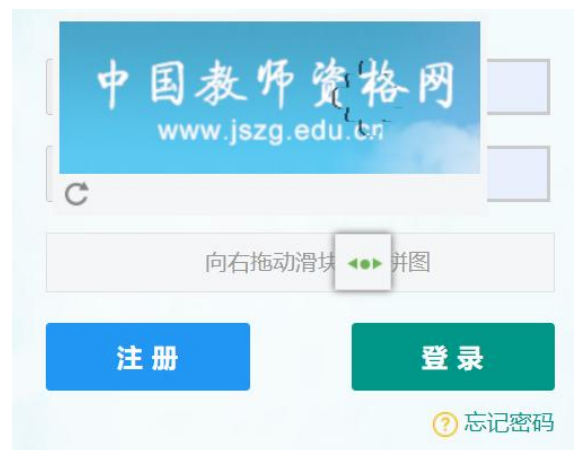 中国教师资格网
www.jszg.edu.cn
向右拖动滑块 拼图
注册
登录
? 忘记密码